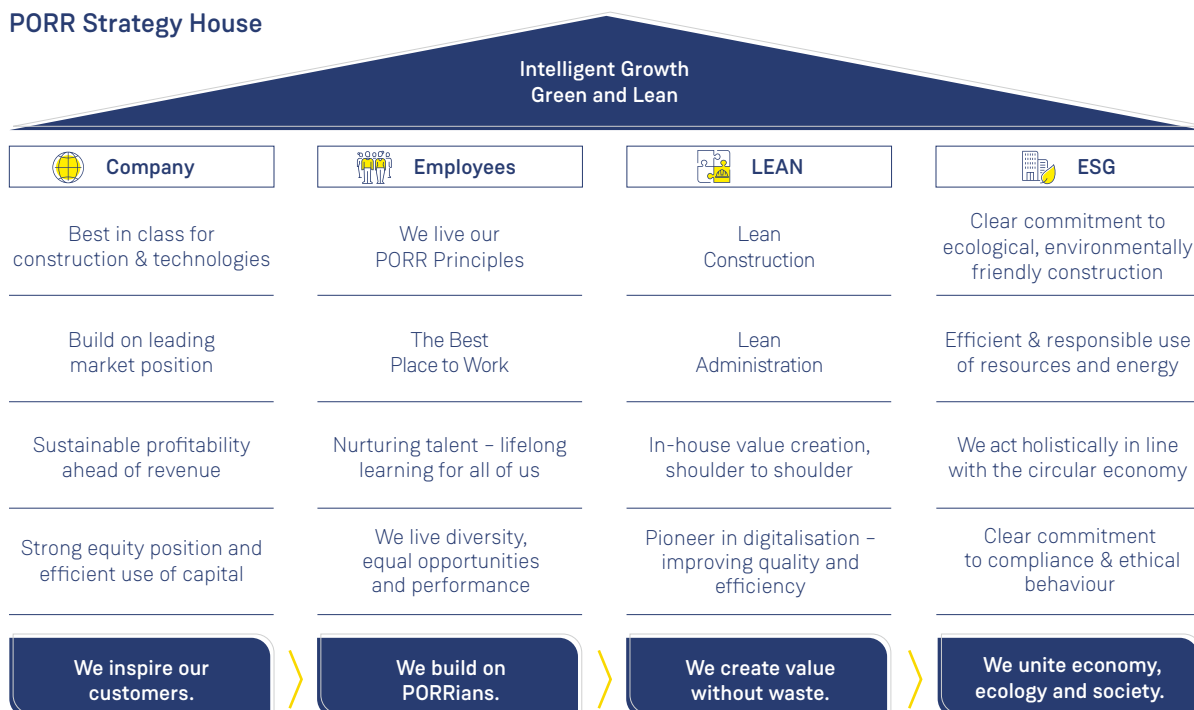 PORR Strategy House
Intelligent Growth
Green and Lean
Company
Best in class for
construction & technologies
Build on leading
market position
Sustainable profitability
ahead of revenue
Strong equity position and
efficient use of capital
We inspire our
customers.
Employees
We live our
PORR Principles
The Best
Place to Work
Nurturing talent – lifelong
learning for all of us
We live diversity,
equal opportunities
and performance
We build on
PORRians.
LEAN
Lean
Construction
Lean
Administration
In-house value creation,
shoulder to shoulder
Pioneer in digitalisation –
improving quality and
efficiency
We create value
without waste.
ESG
Clear commitment to
ecological, environmentally
friendly construction
Efficient & responsible use
of resources and energy
We act holistically in line
with the circular economy
Clear commitment
to compliance & ethical
behaviour
We unite economy,
ecology and society.